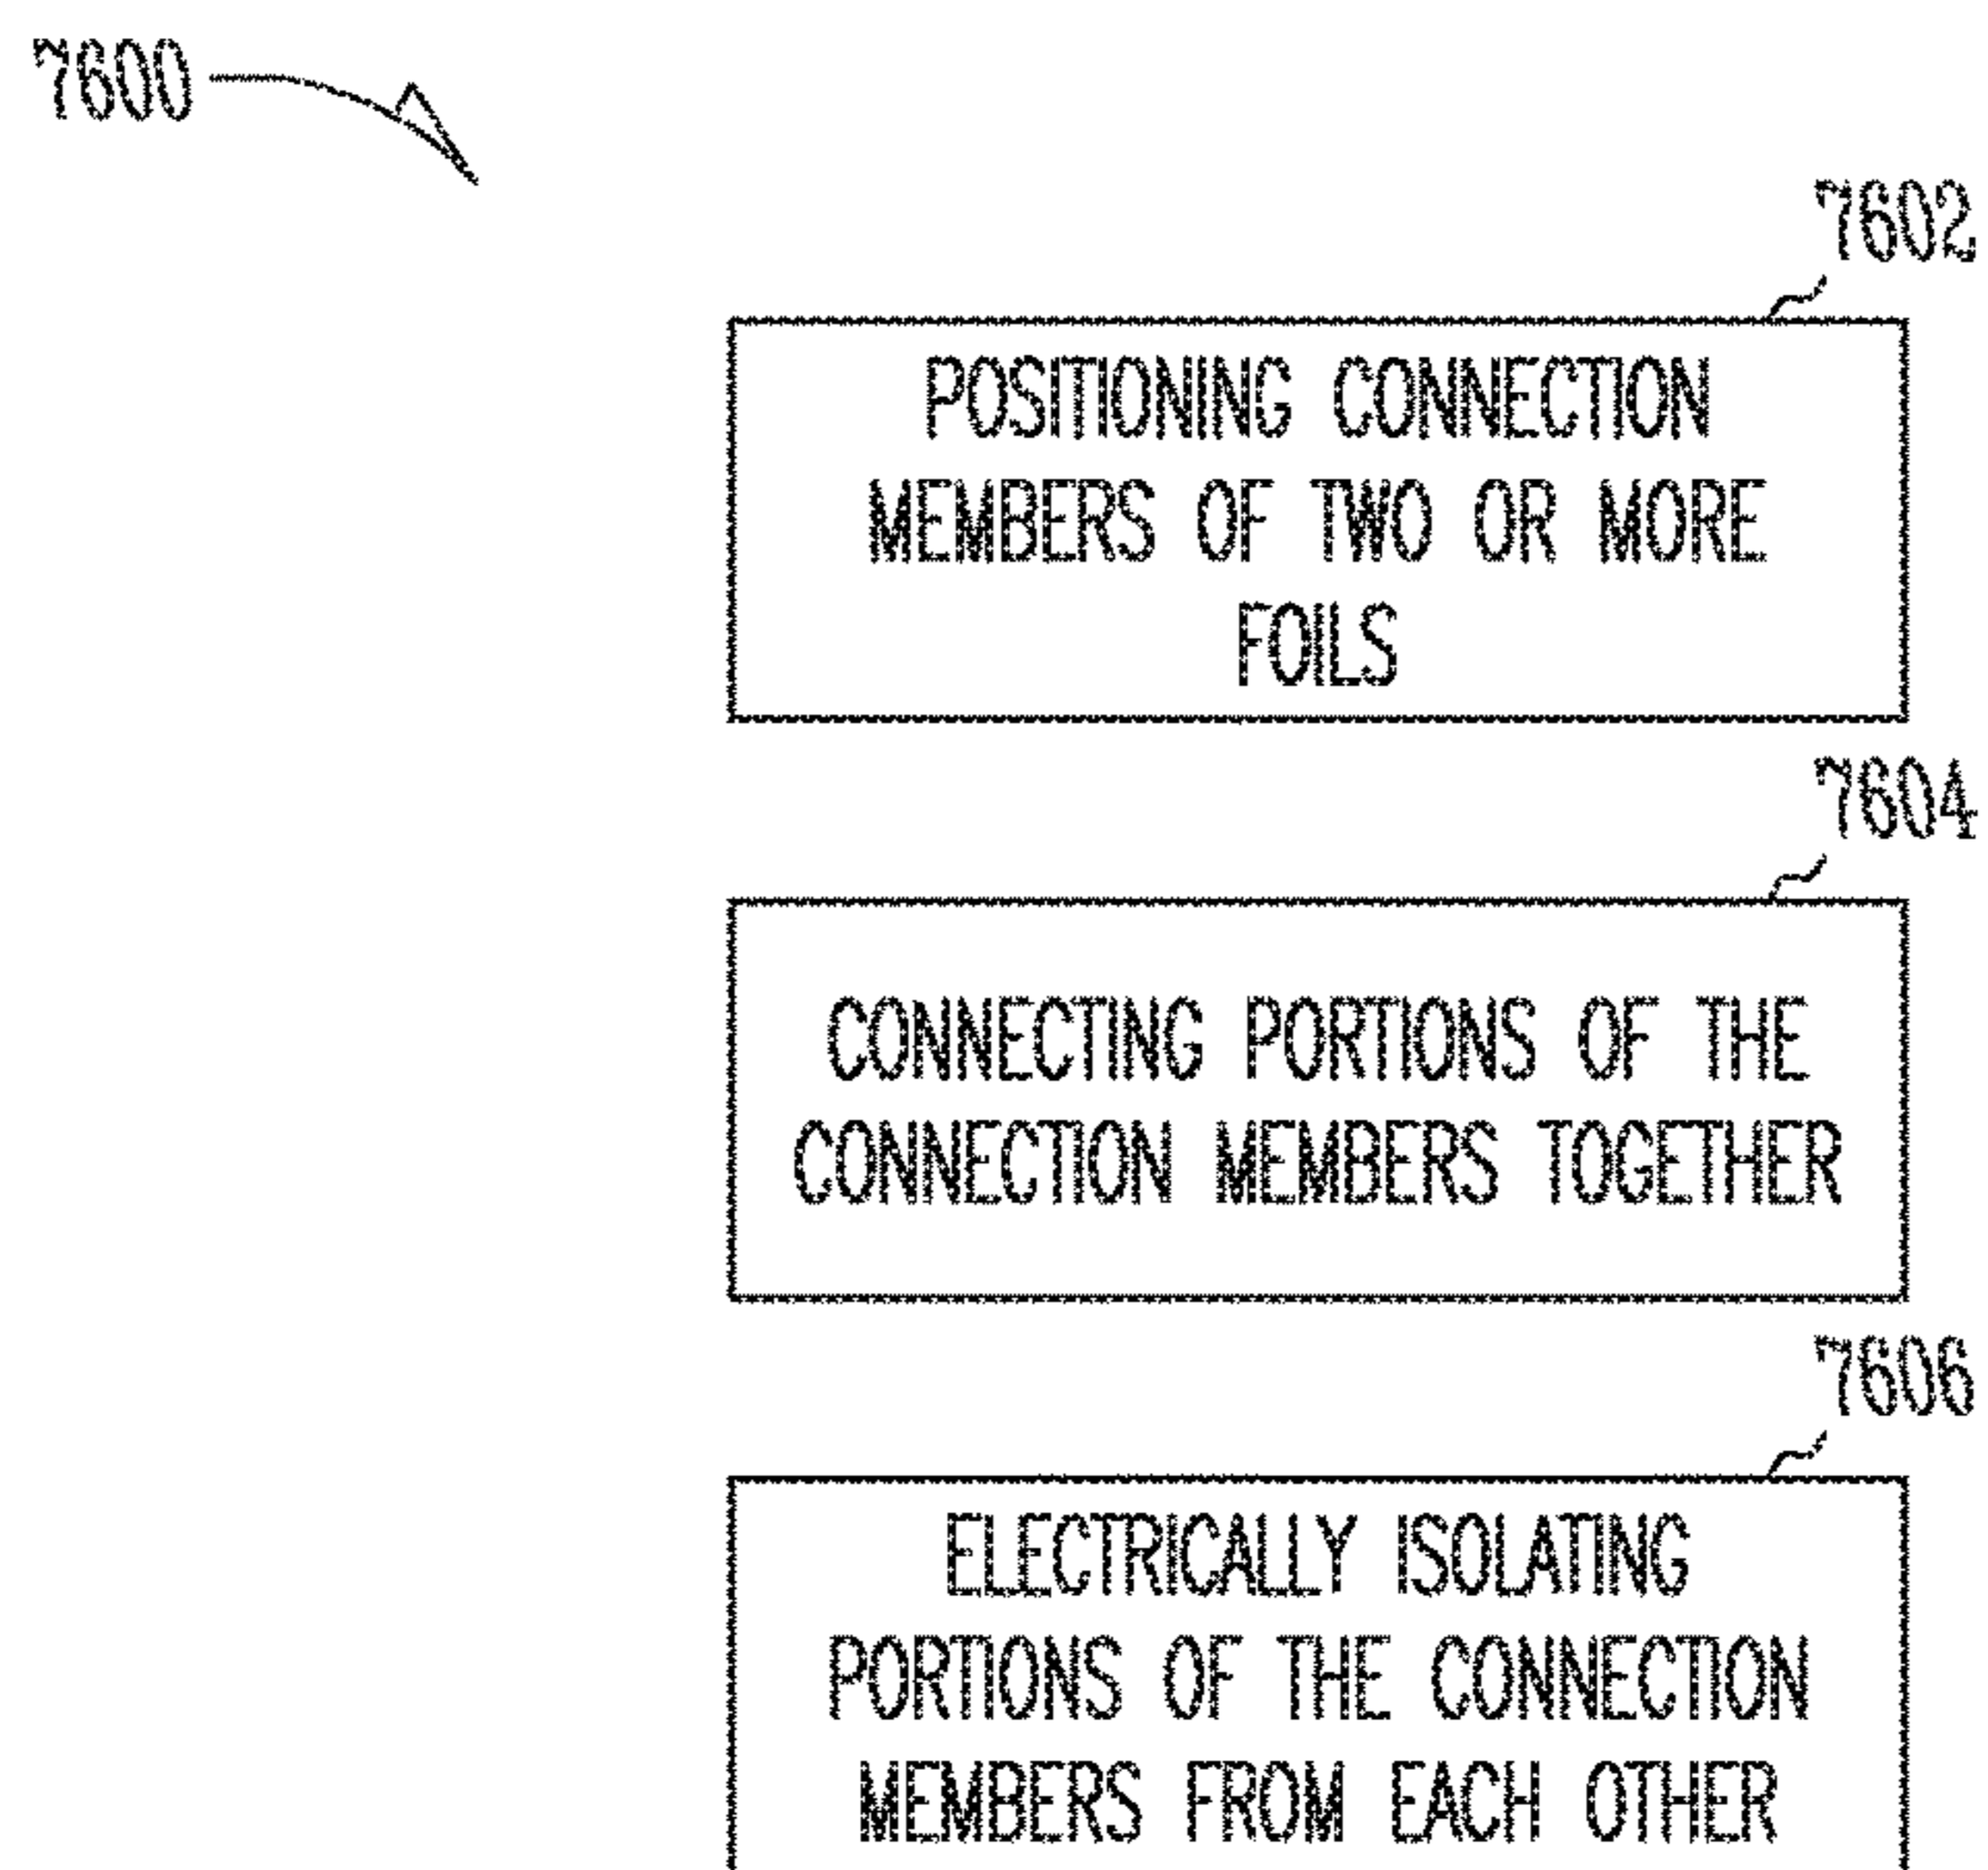 7600
7602
POSITIONING CONNECTION
MEMBERS OF TWO OR MORE
FOILS
7604
CONNECTING PORTIONS OF THE
CONNECTION MEMBERS TOGETHER
7606
ELECTRICALLY ISOLATING
PORTIONS OF THE CONNECTION
MEMBERS FROM EACH OTHER